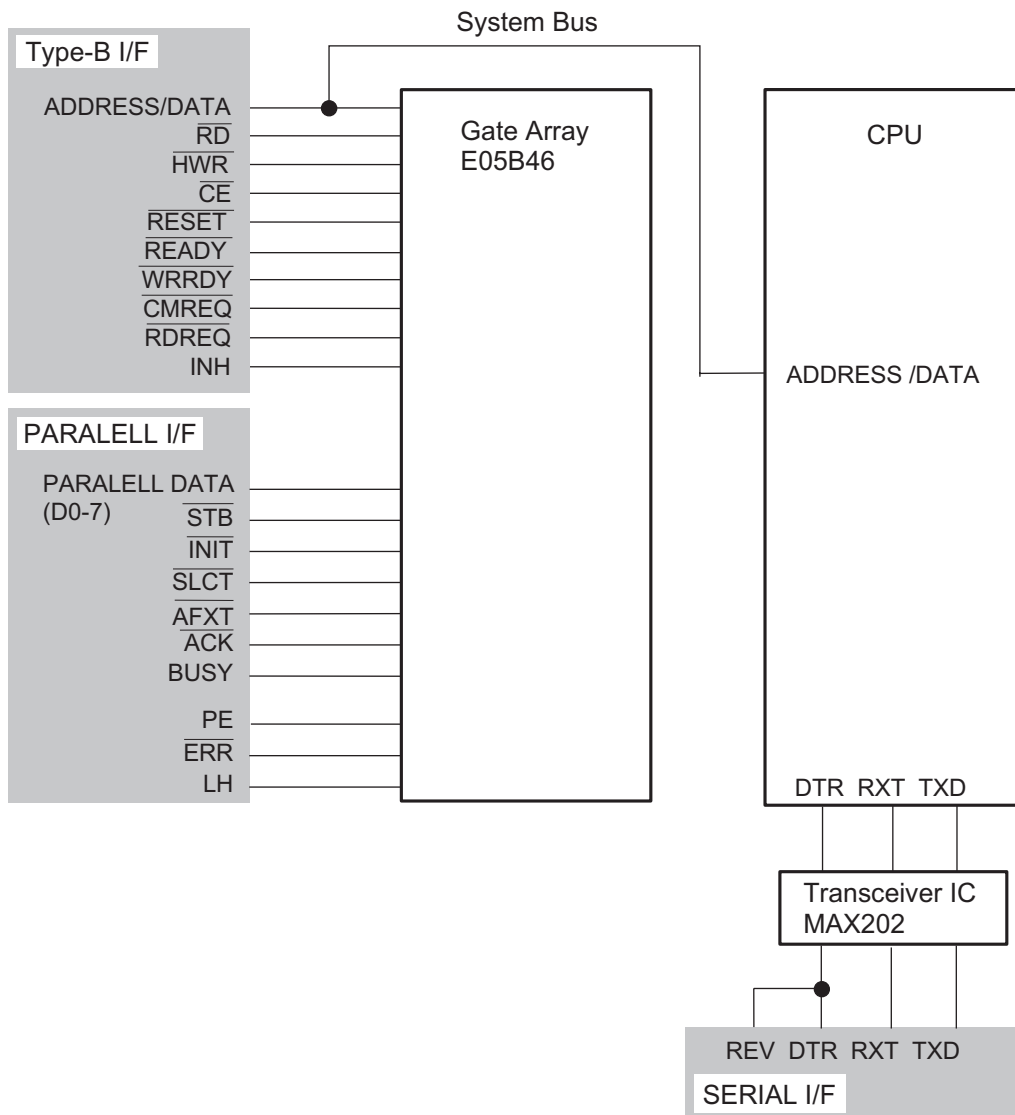 System Bus
Type-B I/F
ADDRESS/DATA
RD
HWR
CE
RESET
READY
WRRDY
CMREQ
RDREQ
INH
PARALELL I/F
PARALELL DATA
(D0-7)
STB
INIT
SLCT
AFXT
ACK
BUSY
PE
ERR
LH
Gate Array
E05B46
CPU
ADDRESS /DATA
DTR RXT TXD
Transceiver IC
MAX202
REV DTR RXT TXD
SERIAL I/F